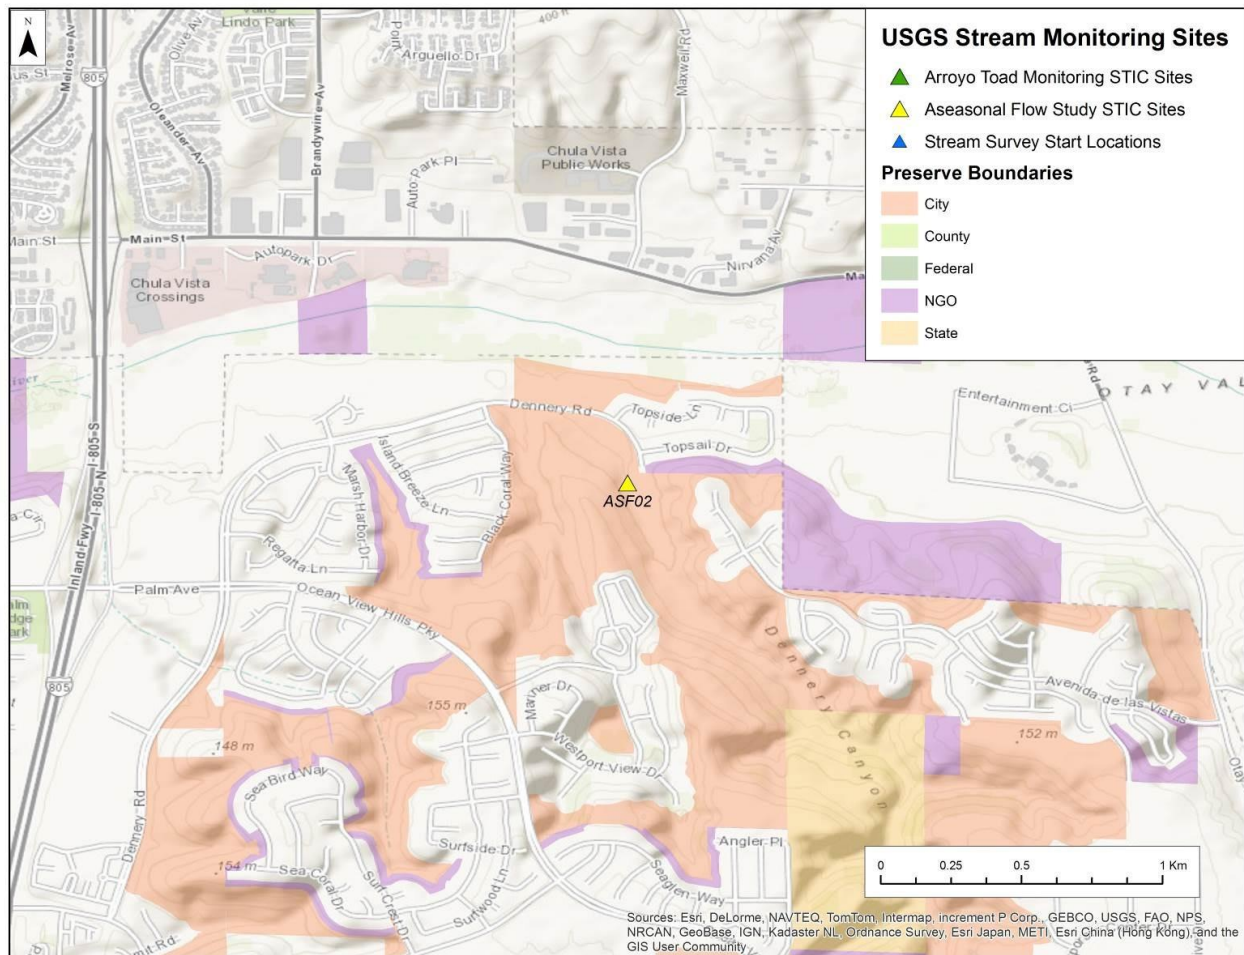 N
Lindo Park
Melrose-Av
Olive-Av
Point
Arguello Dr
400 ft
Maxwell-Rd
805
Oleander-Av
Brandywine-Av
Auto Park Pl
Chula Vista
Public Works
Main St
Main-St
Autopark Dr
Nirvana-Av
Chula Vista
Crossings
USGS Stream Monitoring Sites
Arroyo Toad Monitoring STIC Sites
Aseasonal Flow Study STIC Sites
Stream Survey Start Locations
Preserve Boundaries
City
County
Federal
NGO
State
OTAY VAL
Entertainment Ci
Dennery Rd
Topside-Ln
Topsail-Dr
Island-Breeze-Ln
Marsh-Harbor-Dr
Black-Coral-Way
ASF02
Inland-Fwy
I-805-S
I-805-N
Regatta-Ln
Palm-Ave
Ocean View Hills Pky
Dennery Canyon
Avenida-de-las-Vistas
Mariner-Dr
155 m
148 m
152 m
Westport-View-Dr
Sea Bird Way
805
Dennery-Rd
Surfside-Dr
Angler Pl
154 m
Sea-Coral-Dr
Surf-Crest-Dr
Surfwood-Ln
Seaglen-Way
Otay
0 0.25 0.5 1 Km
Sources: Esri, DeLorme, NAVTEQ, TomTom, Intermap, increment P Corp., GEBCO, USGS, FAO, NPS,
NRCAN, GeoBase, IGN, Kadaster NL, Ordnance Survey, Esri Japan, METI, Esri China (Hong Kong), and the
GIS User Community